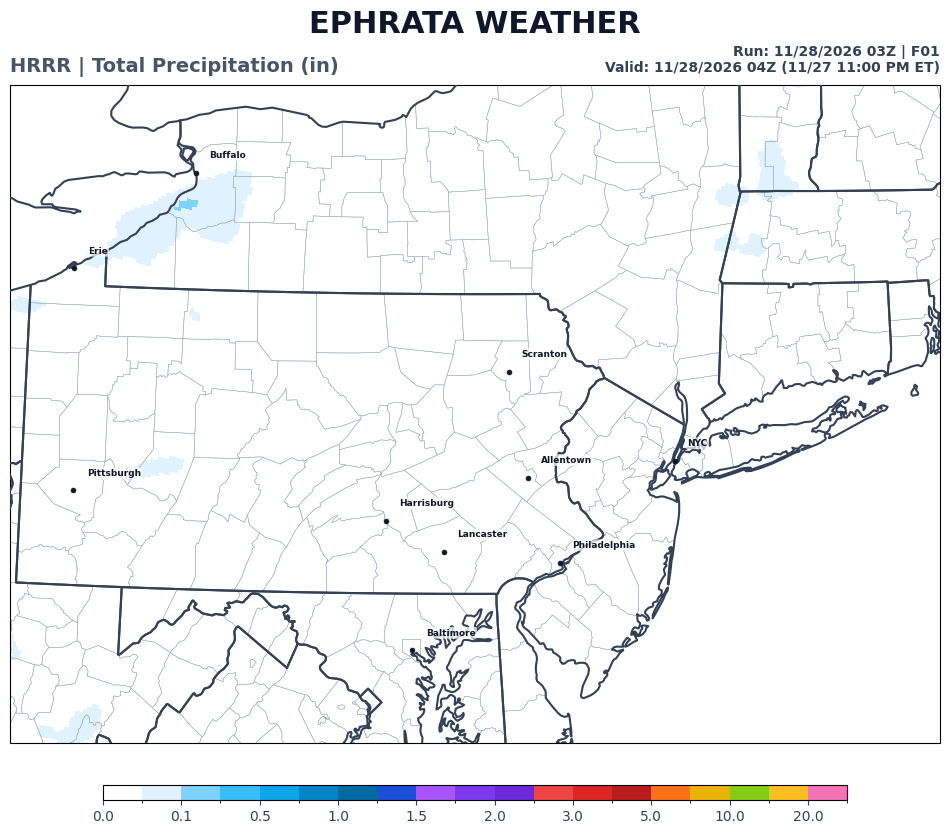 EPHRATA WEATHER
Run: 11/28/2026 03Z | F01
HRRR | Total Precipitation (in)
Valid: 11/28/2026 04Z (11/27 11:00 PM ET)
Buffalo
Erie
Scranton
NYC
Allentown
Pittsburgh
Harrisburg
Lancaster
Philadelphia
Baltimore
0.0 0.1 0.5 1.0 1.5 2.0 3.0 5.0 10.0 20.0